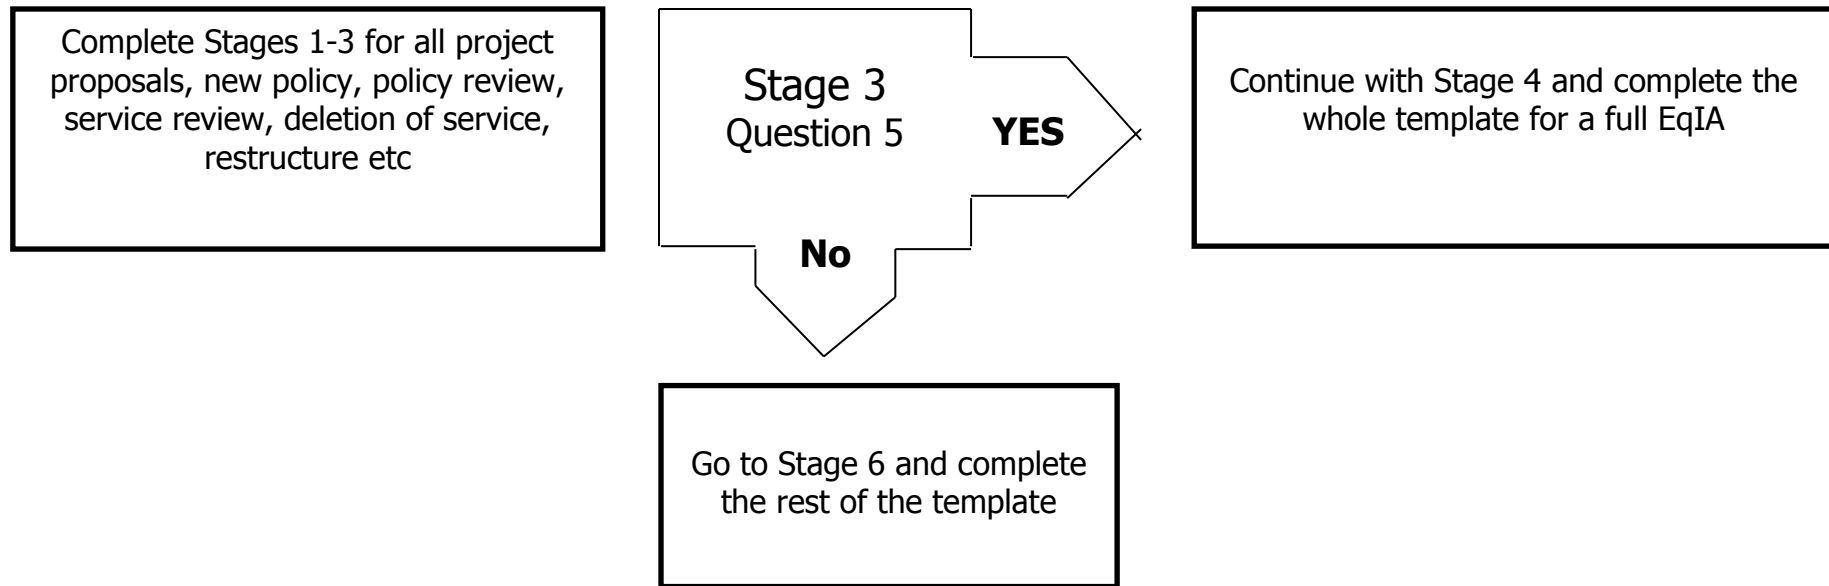 Complete Stages 1-3 for all project
proposals, new policy, policy review,
service review, deletion of service,
restructure etc
Stage 3
Question 5
YES
No
Continue with Stage 4 and complete the
whole template for a full EqIA
Go to Stage 6 and complete
the rest of the template